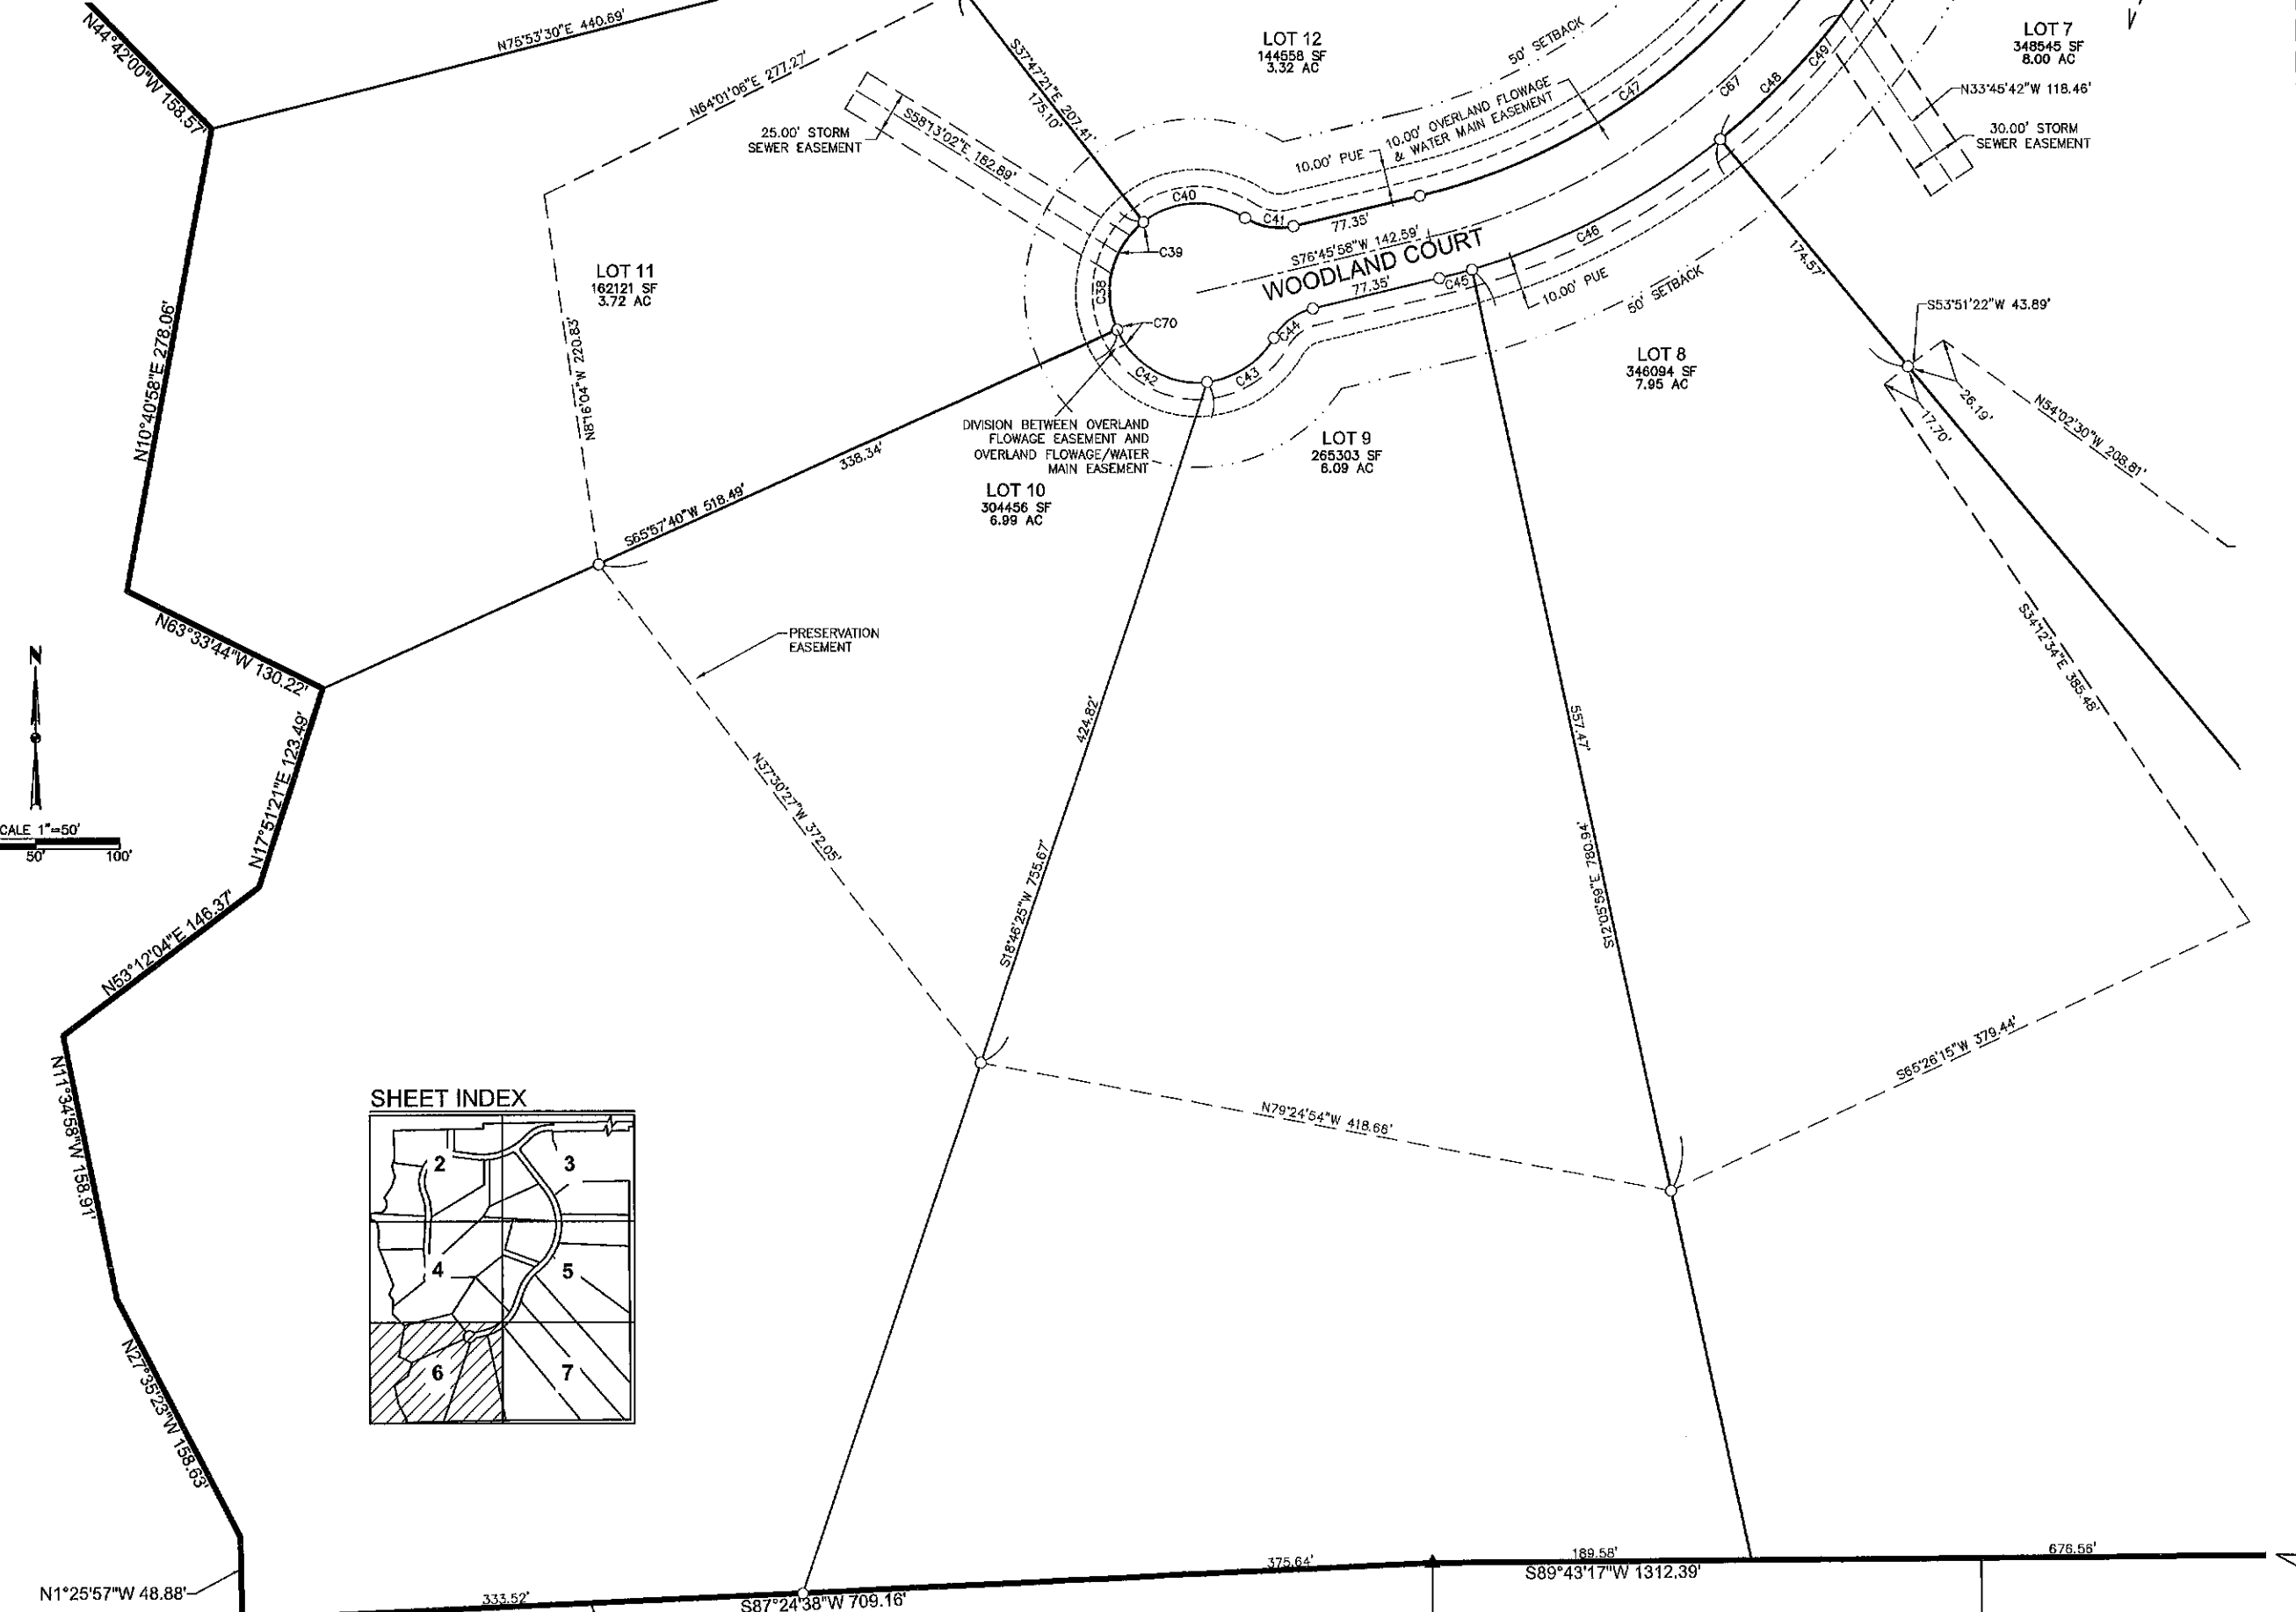 N44°42'00"W 158.57'
N75°53'30"E 440.69'
N64°01'06"E 277.27'
S37°47'21"E 207.41'
175.10'
LOT 12
144558 SF
3.32 AC
50' SETBACK
LOT 7
348545 SF
8.00 AC
N33°45'42"W 118.46'
30.00' STORM
SEWER EASEMENT
C49
C48
C67
C47
10.00' OVERLAND FLOWAGE
& WATER MAIN EASEMENT
10.00' PUE
25.00' STORM
SEWER EASEMENT
S58°13'02"E 162.89'
C40
C41
77.35'
C39
C38
S76°45'58"W 142.59'
WOODLAND COURT
77.35'
C45
C46
10.00' PUE
50' SETBACK
174.57'
S53°51'22"W 43.89'
LOT 11
162121 SF
3.72 AC
N10°40'58"E 278.06'
N8°16'04"W 220.83'
C70
C44
C42
C43
DIVISION BETWEEN OVERLAND
FLOWAGE EASEMENT AND
OVERLAND FLOWAGE/WATER
MAIN EASEMENT
LOT 8
346094 SF
7.95 AC
26.19'
17.70'
N54°02'30"W 208.81'
LOT 9
265303 SF
6.09 AC
338.34'
S65°57'40"W 518.49'
LOT 10
304456 SF
6.99 AC
N63°33'44"W 130.22'
PRESERVATION
EASEMENT
S34°12'34"E 385.48'
N
CALE 1"=50'
50' 100'
N17°51'21"E 123.49'
424.82'
557.47'
N37°30'27"W 372.05'
S18°46'25"W 755.67'
S12°05'59"E 780.94'
N53°12'04"E 146.37'
S65°26'15"W 379.44'
N11°34'58"W 158.91'
N79°24'54"W 418.66'
SHEET INDEX
2 3
4 5
6 7
N27°35'23"W 158.63'
N1°25'57"W 48.88'
333.52'
S87°24'38"W 709.16'
375.64'
189.58'
S89°43'17"W 1312.39'
676.56'